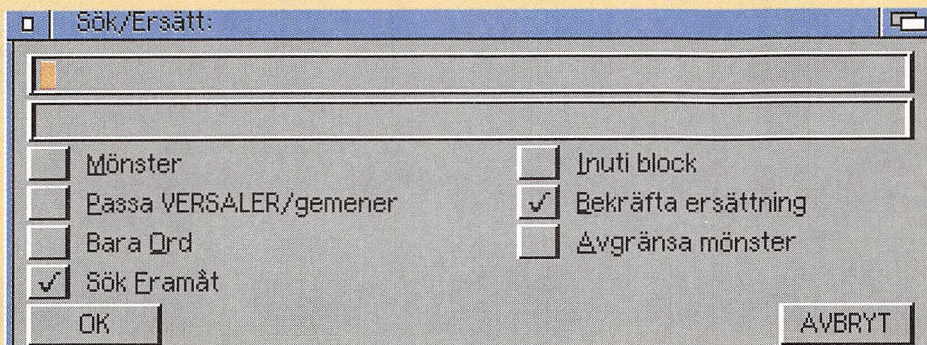 Sök/Ersätt:
Mönster
Inuti block
Passa VERSALER/gemener
Bekräfta ersättning
Bara Ord
Avgränsa mönster
Sök Framåt
OK
AVBRYT